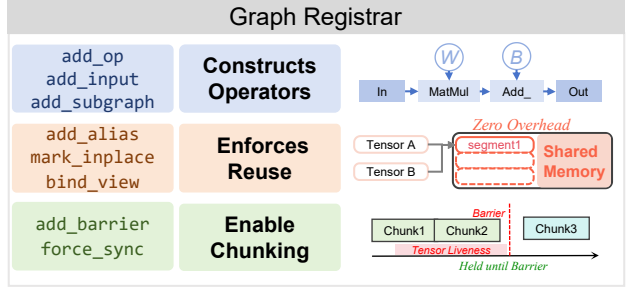 Graph Registrar
add_op
add_input
add_subgraph
Constructs
Operators
W
B
In
MatMul
Add_
Out
add_alias
mark_inplace
bind_view
Enforces
Reuse
Zero Overhead
Tensor A
Tensor B
segment1
Shared
Memory
add_barrier
force_sync
Enable
Chunking
Barrier
Chunk1
Chunk2
Chunk3
Tensor Liveness
Held until Barrier